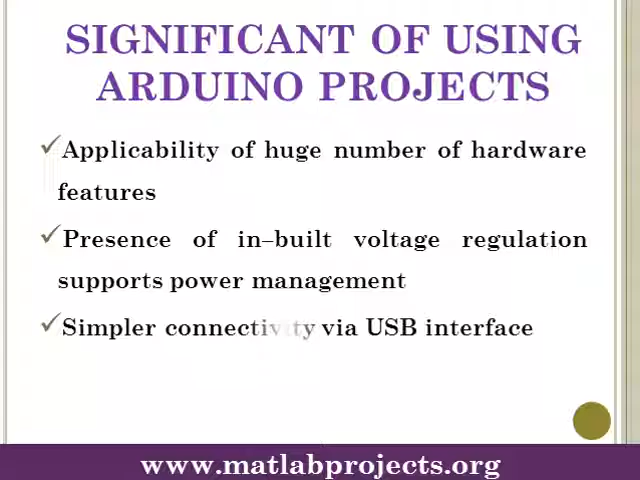 SIGNIFICANT OF USING
ARDUINO PROJECTS
✓Applicability of huge number of hardware
features
✓Presence of in–built voltage regulation
supports power management
✓Simpler connectivity via USB interface
www.matlabprojects.org